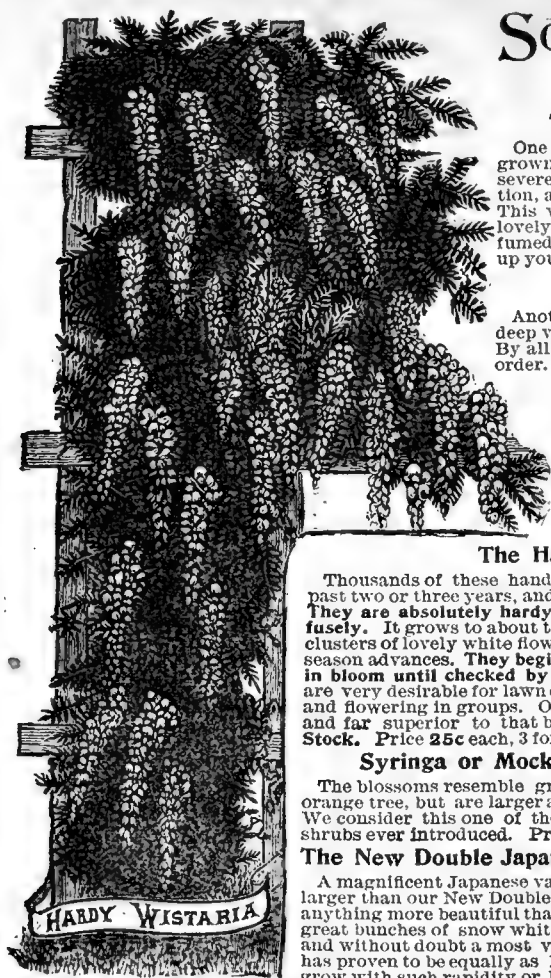 So
One
grown
severe
tion, a
This v
lovely
fumed
up you
Anot
deep v
By all
order.
The Ha
Thousands of these hand
past two or three years, and
They are absolutely hardy
fusely. It grows to about t
clusters of lovely white flow
season advances. They begi
in bloom until checked by
are very desirable for lawn
and flowering in groups. O
and far superior to that b
Stock. Price 25c each, 3 for
Syringa or Mock
The blossoms resemble gr
orange tree, but are larger a
We consider this one of the
shrubs ever introduced. Pr
The New Double Japa
A magnificent Japanese va
larger than our New Double
anything more beautiful tha
great bunches of snow whit
and without doubt a most v
has proven to be equally as
HARDY WISTARIA